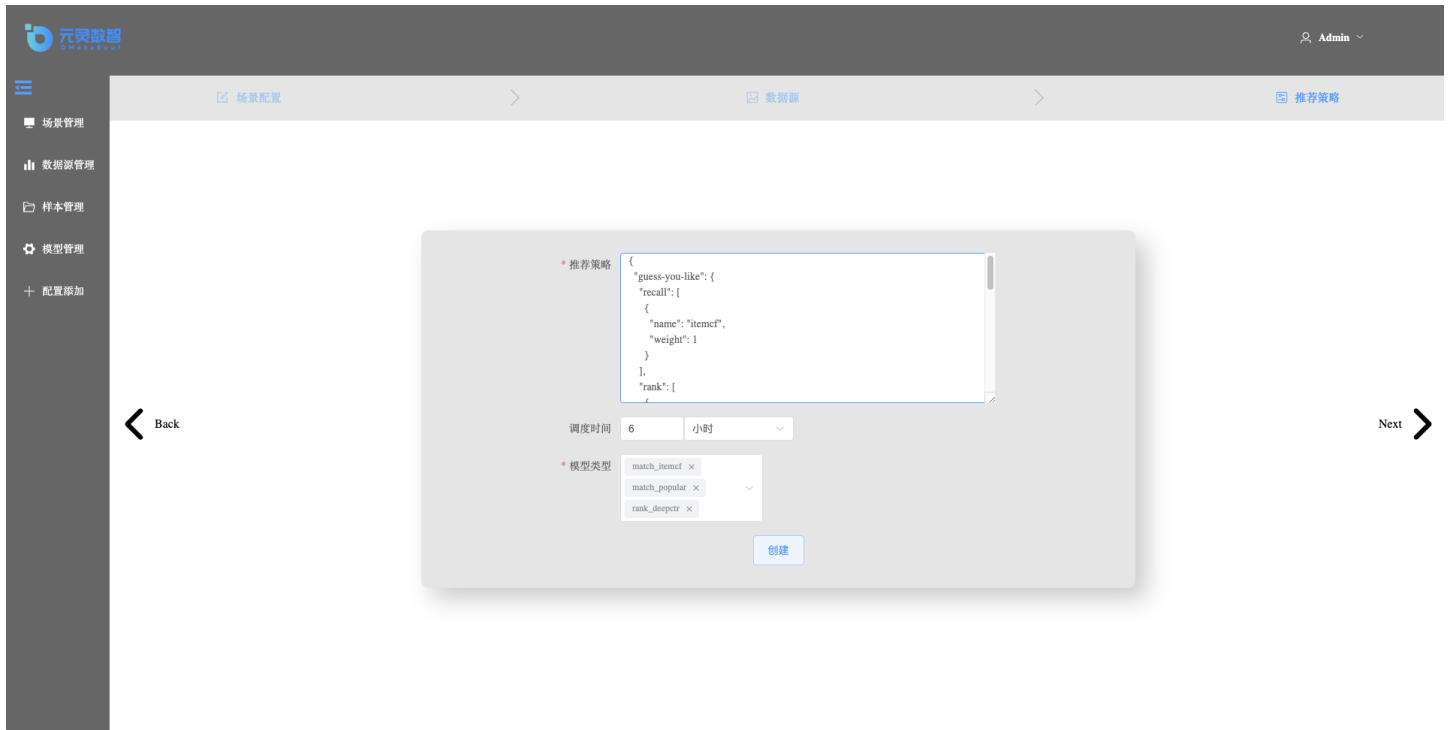 元灵数智
DMetaSoul
Admin
场景配置
数据源
推荐策略
场景管理
数据源管理
样本管理
模型管理
配置添加
* 推荐策略
{
"guess-you-like": {
"recall": [
{
"name": "itemcf",
"weight": 1
}
],
"rank": [
{
Back
Next
调度时间 6 小时
* 模型类型 match_itemcf ×
match_popular ×
rank_deepctr ×
创建